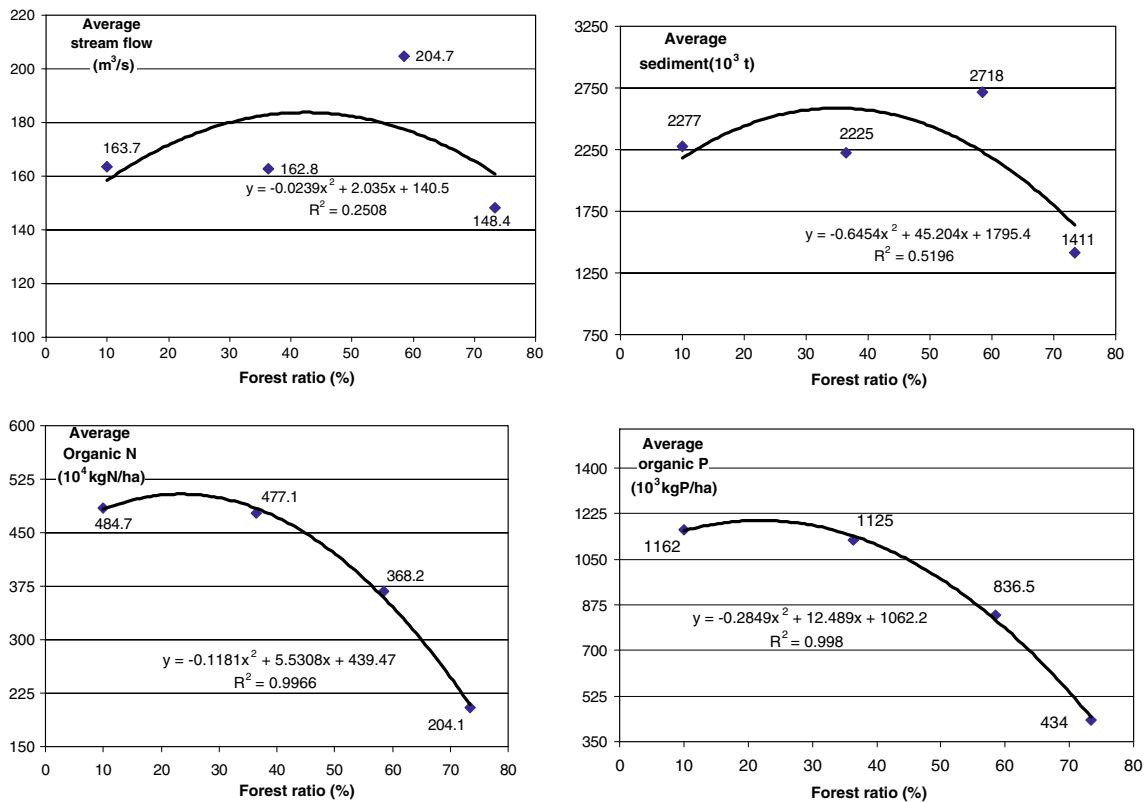 Average
stream flow
(m³/s)
220
200
180
160
140
120
100
204.7
163.7
162.8
y = -0.0239x² + 2.035x + 140.5
R² = 0.2508
148.4
0 10 20 30 40 50 60 70 80
Forest ratio (%)
Average
sediment(10³ t)
3250
2750
2250
1750
1250
750
2718
2277
2225
y = -0.6454x² + 45.204x + 1795.4
R² = 0.5196
1411
0 10 20 30 40 50 60 70 80
Forest ratio (%)
Average
Organic N
(10⁴ kgN/ha)
600
525
450
375
300
225
150
477.1
484.7
368.2
y = -0.1181x² + 5.5308x + 439.47
R² = 0.9966
204.1
0 10 20 30 40 50 60 70 80
Forest ratio (%)
Average
organic P
(10³ kgP/ha)
1400
1225
1050
875
700
525
350
1125
1162
836.5
y = -0.2849x² + 12.489x + 1062.2
R² = 0.998
434
0 10 20 30 40 50 60 70 80
Forest ratio (%)